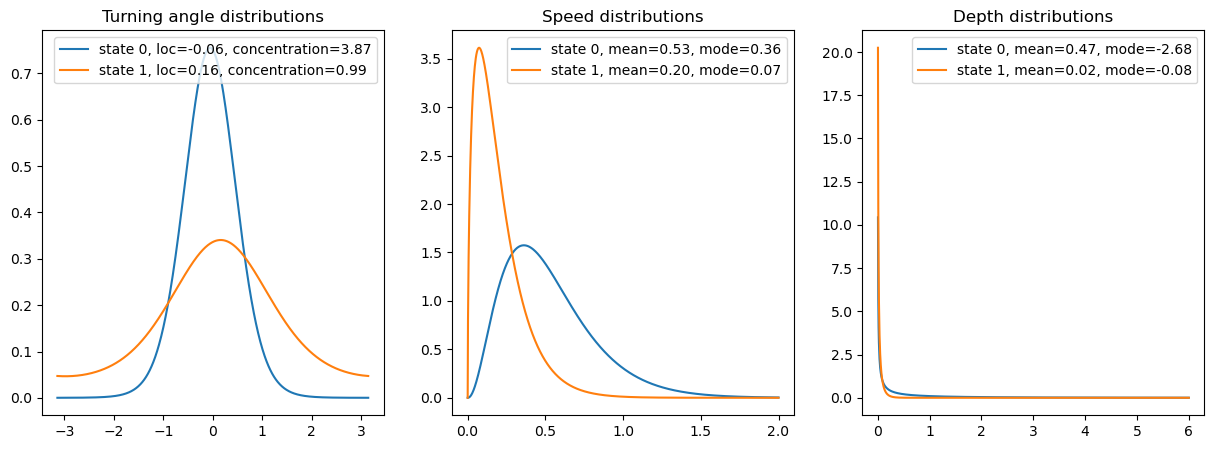 Turning angle distributions
state 0, loc=-0.06, concentration=3.87
state 1, loc=0.16, concentration=0.99
0.7
0.6
0.5
0.4
0.3
0.2
0.1
0.0
−3 −2 −1 0 1 2 3
Speed distributions
state 0, mean=0.53, mode=0.36
state 1, mean=0.20, mode=0.07
3.5
3.0
2.5
2.0
1.5
1.0
0.5
0.0
0.0 0.5 1.0 1.5 2.0
Depth distributions
state 0, mean=0.47, mode=-2.68
state 1, mean=0.02, mode=-0.08
20.0
17.5
15.0
12.5
10.0
7.5
5.0
2.5
0.0
0 1 2 3 4 5 6